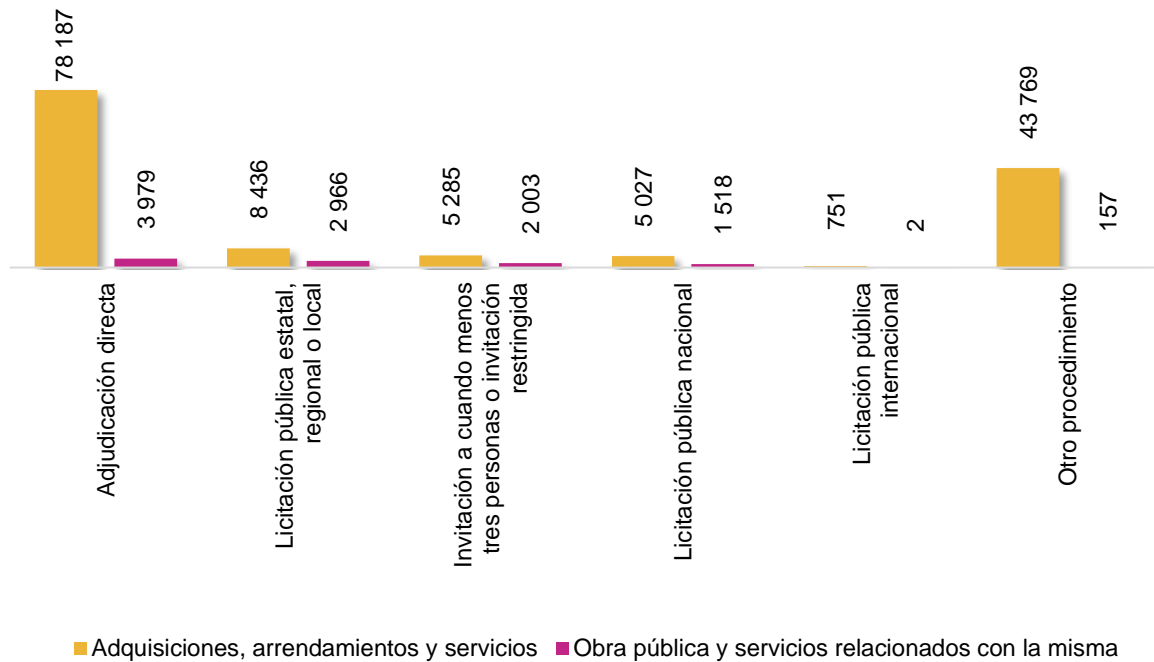 78 187
3 979
8 436
2 966
5 285
2 003
5 027
1 518
751
2
43 769
157
Adjudicación directa
Licitación pública estatal,
regional o local
Invitación a cuando menos
tres personas o invitación
restringida
Licitación pública nacional
Licitación pública
internacional
Otro procedimiento
Adquisiciones, arrendamientos y servicios
Obra pública y servicios relacionados con la misma